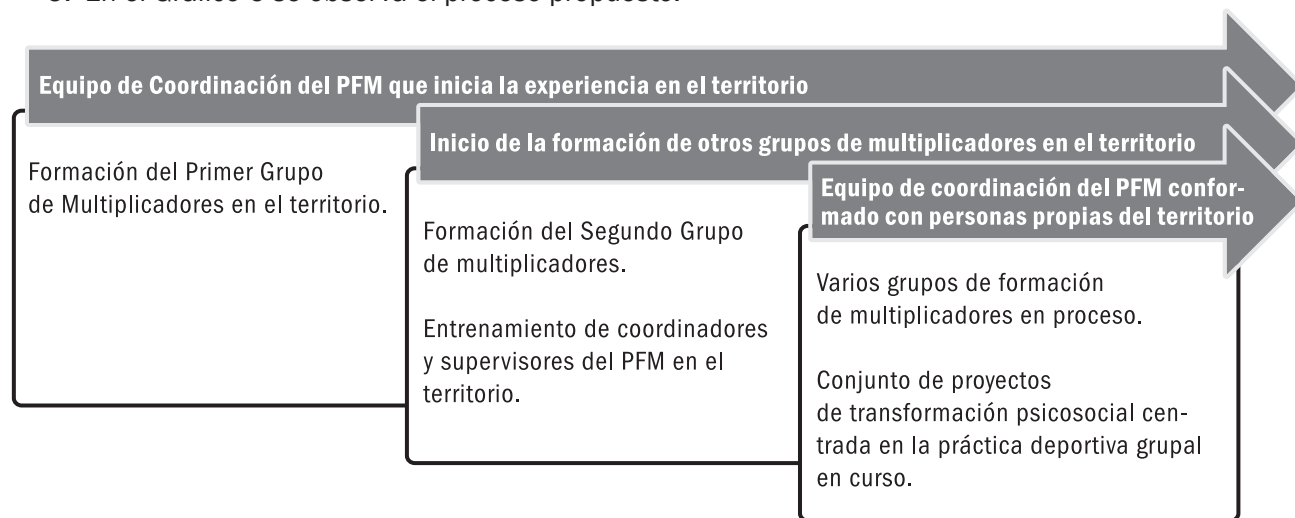 Equipo de Coordinación del PFM que inicia la experiencia en el territorio
Formación del Primer Grupo
de Multiplicadores en el territorio.
Inicio de la formación de otros grupos de multiplicadores en el territorio
Formación del Segundo Grupo
de multiplicadores.
Entrenamiento de coordinadores
y supervisores del PFM en el
territorio.
Equipo de coordinación del PFM confor-
mado con personas propias del territorio
Varios grupos de formación
de multiplicadores en proceso.
Conjunto de proyectos
de transformación psicosocial cen-
trada en la práctica deportiva grupal
en curso.